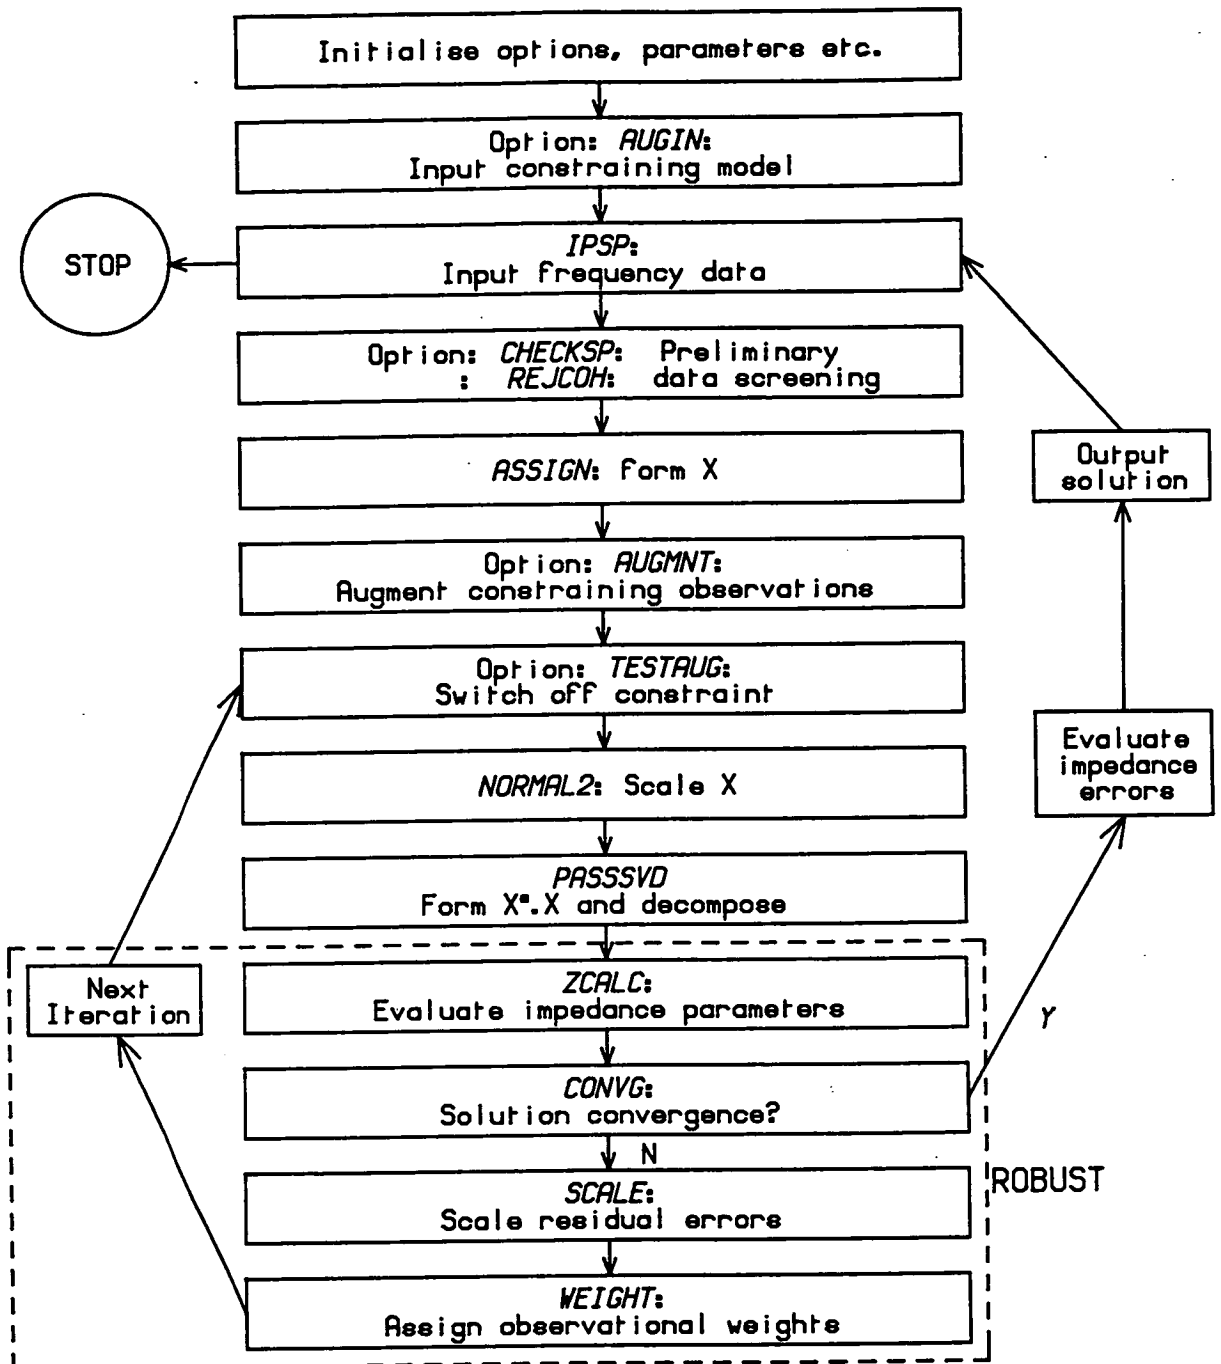 Initialise options, parameters etc.
Option: AUGIN:
Input constraining model
STOP
IPSP:
Input frequency data
Option: CHECKSP: Preliminary
: REJCOH: data screening
ASSIGN: form X
Output
solution
Option: AUGMNT:
Augment constraining observations
Option: TESTAUG:
Switch off constraint
Evaluate
impedance
errors
NORMAL2: Scale X
PASSSVD
Form X*.X and decompose
Next
Iteration
ZCALC:
Evaluate impedance parameters
Y
CONVG:
Solution convergence?
N
ROBUST
SCALE:
Scale residual errors
WEIGHT:
Assign observational weights